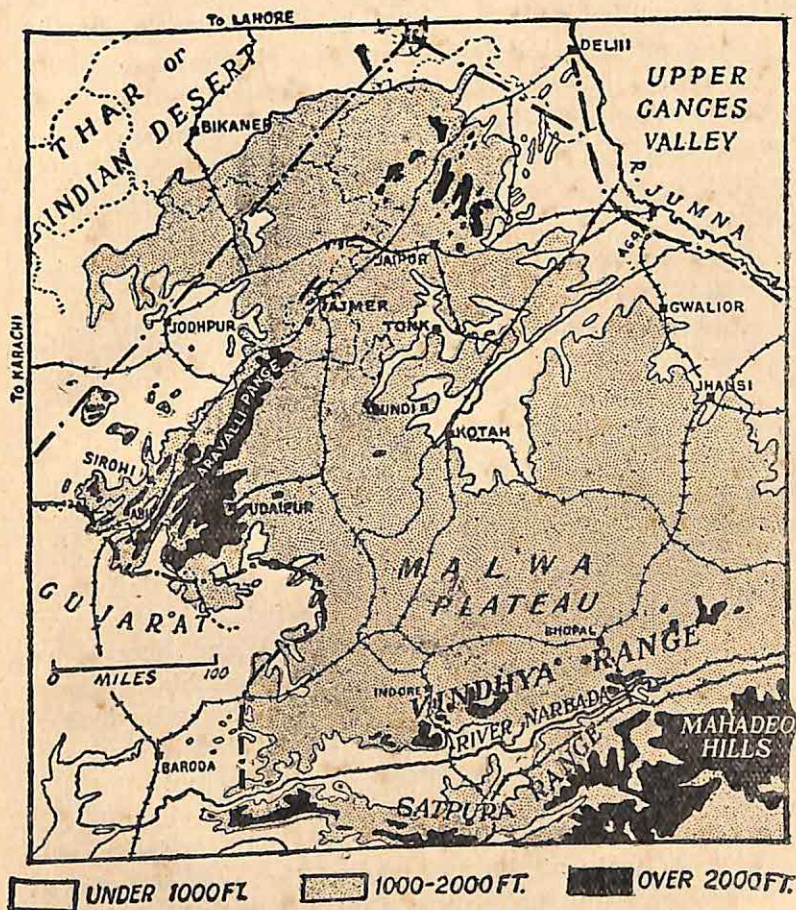 To LAHORE
DELHI
THAR or
INDIAN DESERT
UPPER
GANGES
VALLEY
BIKANER
R. JUMNA
AGRA
JAIPUR
GWALIOR
AJMER
TONK
JODHPUR
To KARACHI
JHANSI
BUNDI
KOTAH
ARAVALLI RANGE
SIROHI
ABU
UDAIPUR
MALWA
PLATEAU
GUJARAT
BHOPAL
0 MILES 100
VINDHYA RANGE
INDORE
RIVER NARBADA
MAHADEO
HILLS
BARODA
SATPURA RANGE
UNDER 1000FT.
1000-2000FT.
OVER 2000FT.